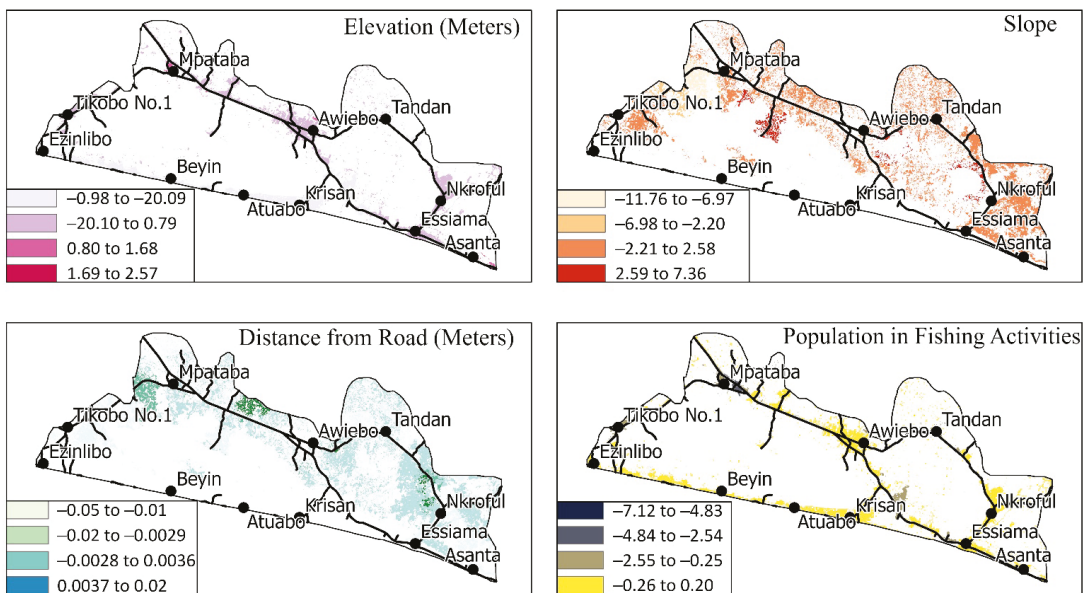 Elevation (Meters)
Mpataba
Tikobo No.1
Tandan
Awiebo
Ezinlibo
Beyin
Nkroful
Krisan
Atuabo
Essiama
Asanta
−0.98 to −20.09
−20.10 to 0.79
0.80 to 1.68
1.69 to 2.57
Slope
Mpataba
Tikobo No.1
Tandan
Awiebo
Ezinlibo
Beyin
Nkroful
Krisan
Atuabo
Essiama
Asanta
−11.76 to −6.97
−6.98 to −2.20
−2.21 to 2.58
2.59 to 7.36
Distance from Road (Meters)
Mpataba
Tikobo No.1
Tandan
Awiebo
Ezinlibo
Beyin
Nkroful
Krisan
Atuabo
Essiama
Asanta
−0.05 to −0.01
−0.02 to −0.0029
−0.0028 to 0.0036
0.0037 to 0.02
Population in Fishing Activities
Mpataba
Tikobo No.1
Tandan
Awiebo
Ezinlibo
Beyin
Nkroful
Krisan
Atuabo
Essiama
Asanta
−7.12 to −4.83
−4.84 to −2.54
−2.55 to −0.25
−0.26 to 0.20